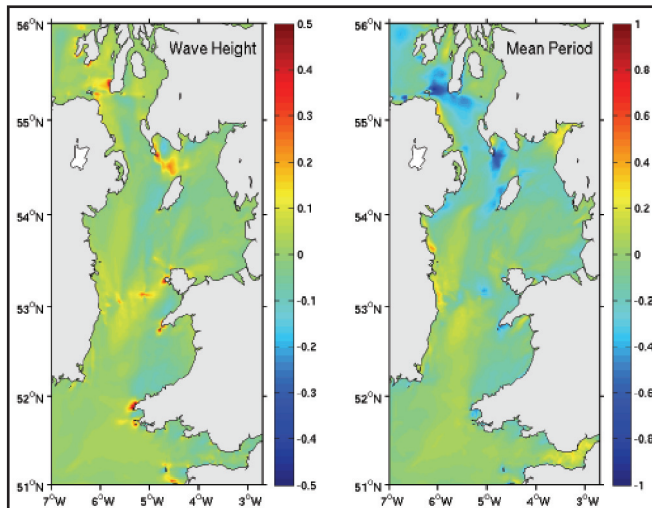 Wave Height
56°N
55°N
54°N
53°N
52°N
51°N
7°W 6°W 5°W 4°W 3°W
0.5
0.4
0.3
0.2
0.1
0
-0.1
-0.2
-0.3
-0.4
-0.5
Mean Period
56°N
55°N
54°N
53°N
52°N
51°N
7°W 6°W 5°W 4°W 3°W
1
0.8
0.6
0.4
0.2
0
-0.2
-0.4
-0.6
-0.8
-1